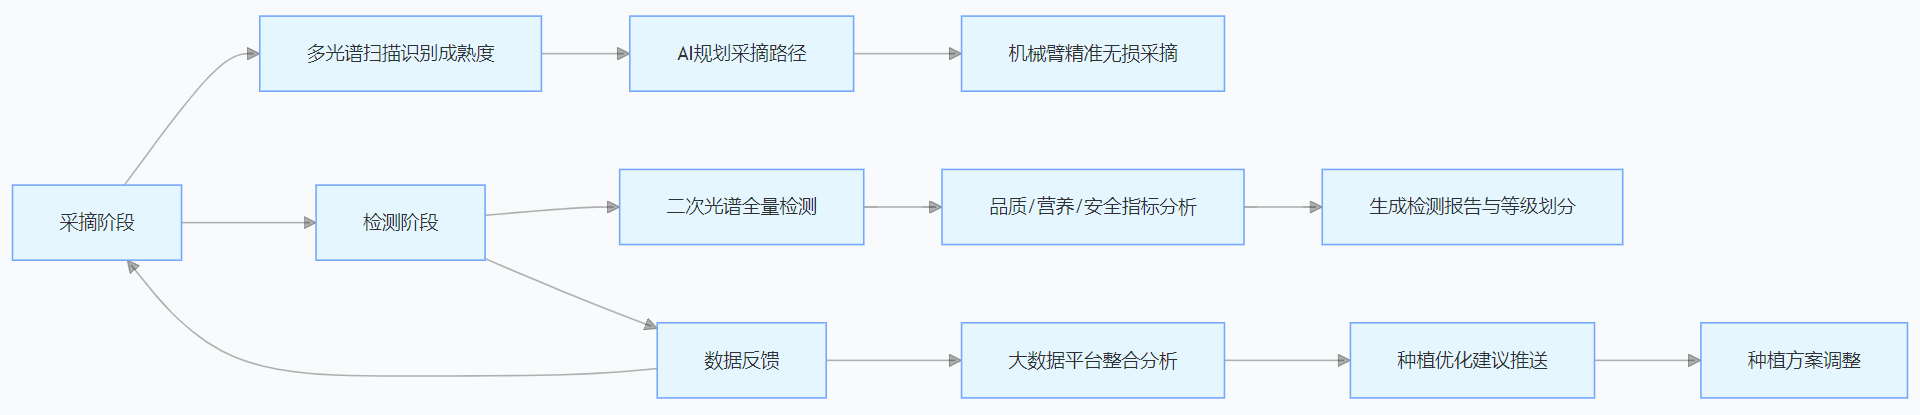 多光谱扫描识别成熟度
AI规划采摘路径
机械臂精准无损采摘
采摘阶段
检测阶段
二次光谱全量检测
品质/营养/安全指标分析
生成检测报告与等级划分
数据反馈
大数据平台整合分析
种植优化建议推送
种植方案调整